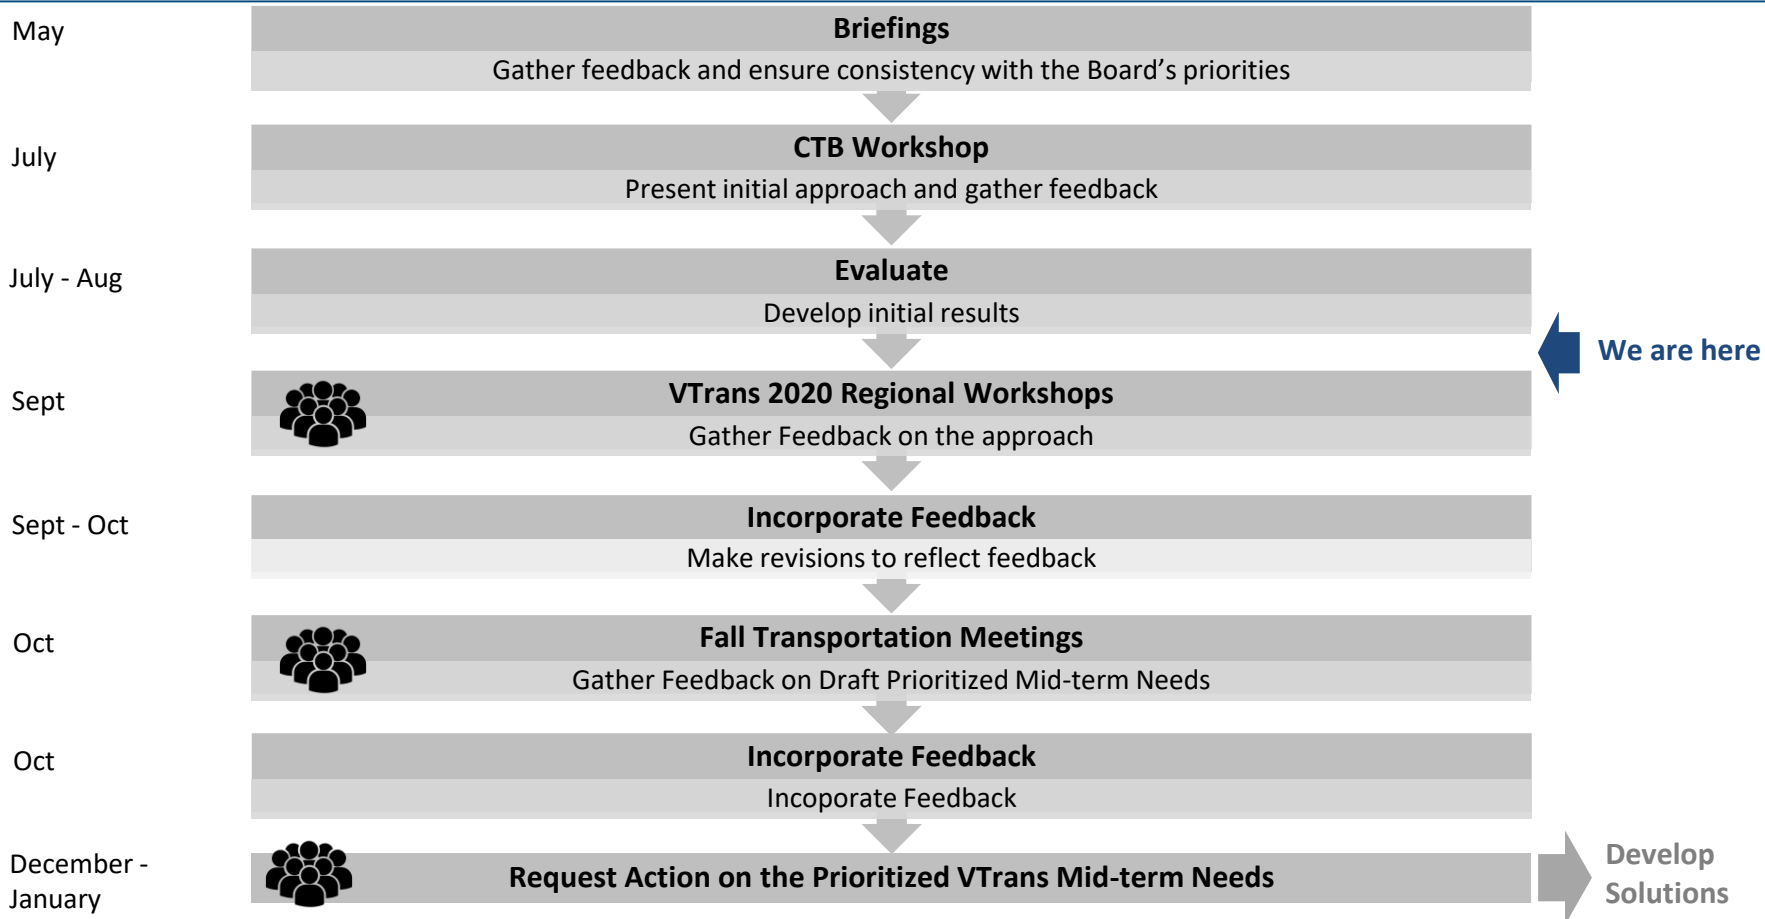 May
Briefings
Gather feedback and ensure consistency with the Board’s priorities
July
CTB Workshop
Present initial approach and gather feedback
July - Aug
Evaluate
Develop initial results
We are here
Sept
VTrans 2020 Regional Workshops
Gather Feedback on the approach
Sept - Oct
Incorporate Feedback
Make revisions to reflect feedback
Oct
Fall Transportation Meetings
Gather Feedback on Draft Prioritized Mid-term Needs
Oct
Incorporate Feedback
Incoporate Feedback
December -
January
Request Action on the Prioritized VTrans Mid-term Needs
Develop
Solutions